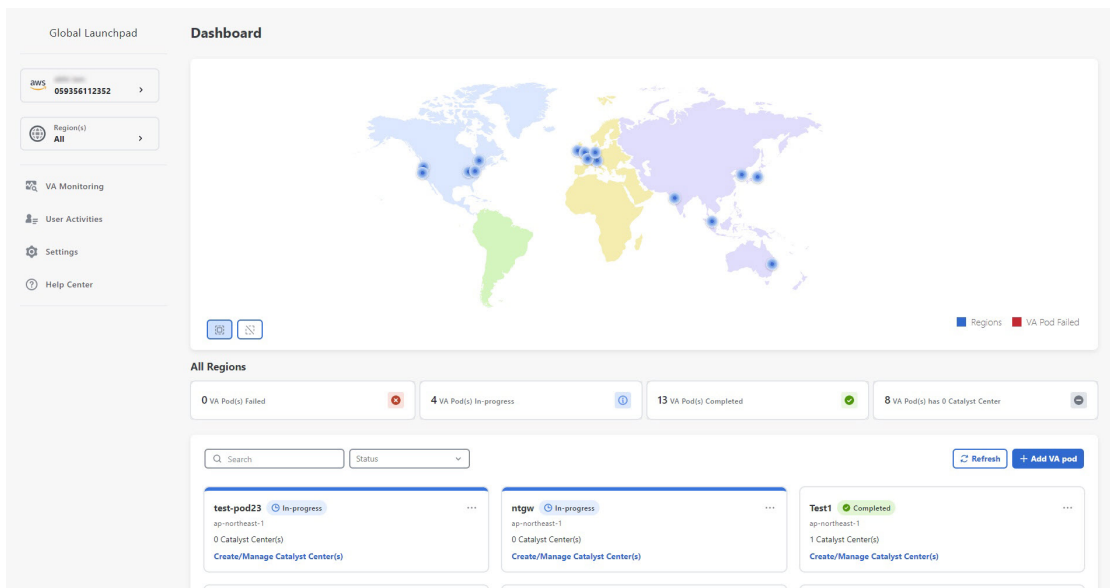 Global Launchpad
Dashboard
aws
059356112352
Region(s)
All
VA Monitoring
User Activities
Settings
Help Center
Regions
VA Pod Failed
All Regions
0 VA Pod(s) Failed
4 VA Pod(s) In-progress
13 VA Pod(s) Completed
8 VA Pod(s) has 0 Catalyst Center
Search
Status
Refresh
+ Add VA pod
test-pod23 In-progress
ap-northeast-1
0 Catalyst Center(s)
Create/Manage Catalyst Center(s)
ntgw In-progress
ap-northeast-1
0 Catalyst Center(s)
Create/Manage Catalyst Center(s)
Test1 Completed
ap-northeast-1
1 Catalyst Center(s)
Create/Manage Catalyst Center(s)